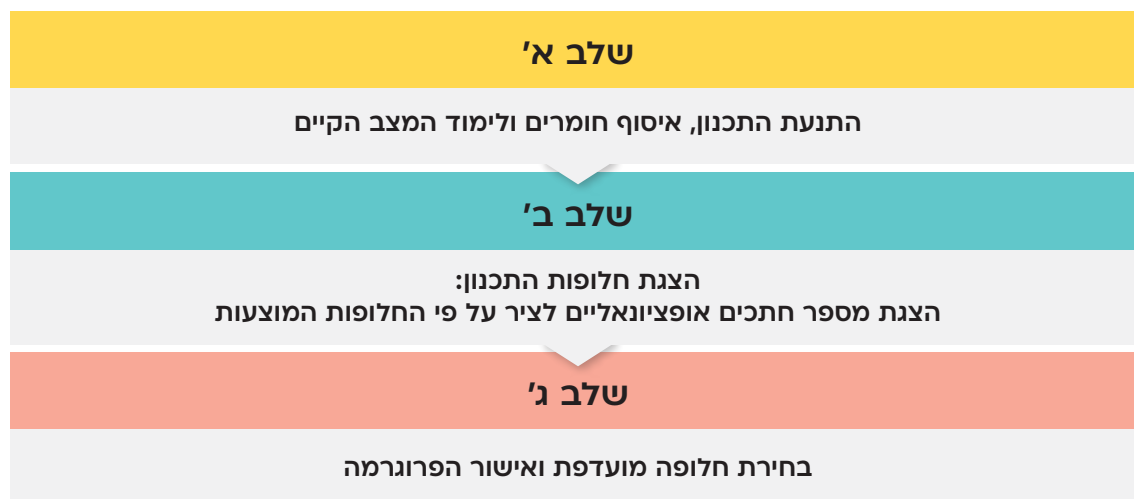 שלב א'
התנעת התכנון, איסוף חומרים ולימוד המצב הקיים
שלב ב'
הצגת חלופות התכנון:
הצגת מספר חתכים אופציונאליים לציר על פי החלופות המוצעות
שלב ג'
בחירת חלופה מועדפת ואישור הפרוגרמה